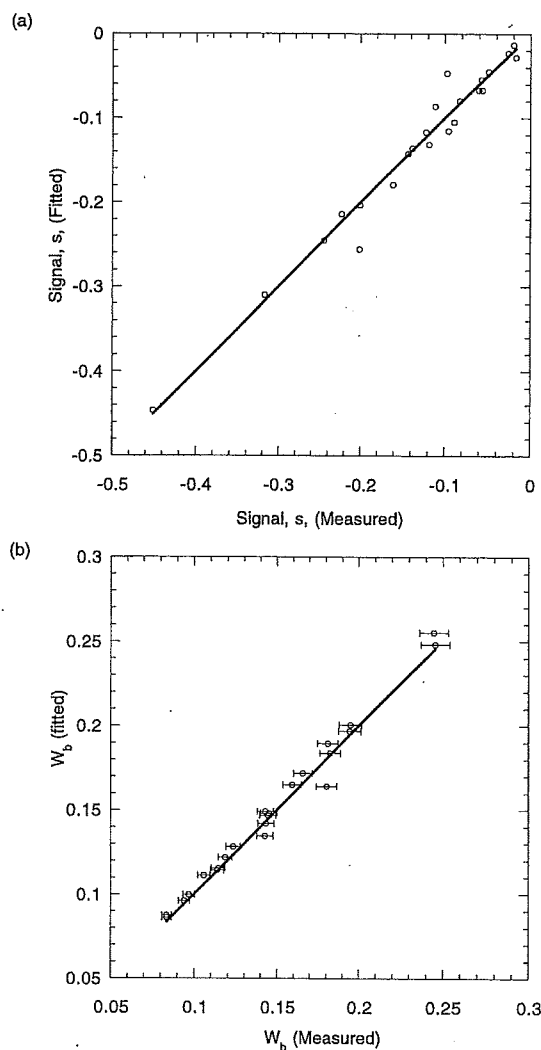 (a)
0
-0.1
-0.2
-0.3
-0.4
-0.5
Signal, s, (Fitted)
-0.5 -0.4 -0.3 -0.2 -0.1 0
Signal, s, (Measured)
(b)
0.3
0.25
0.2
0.15
0.1
0.05
W_b (fitted)
0.05 0.1 0.15 0.2 0.25 0.3
W_b (Measured)